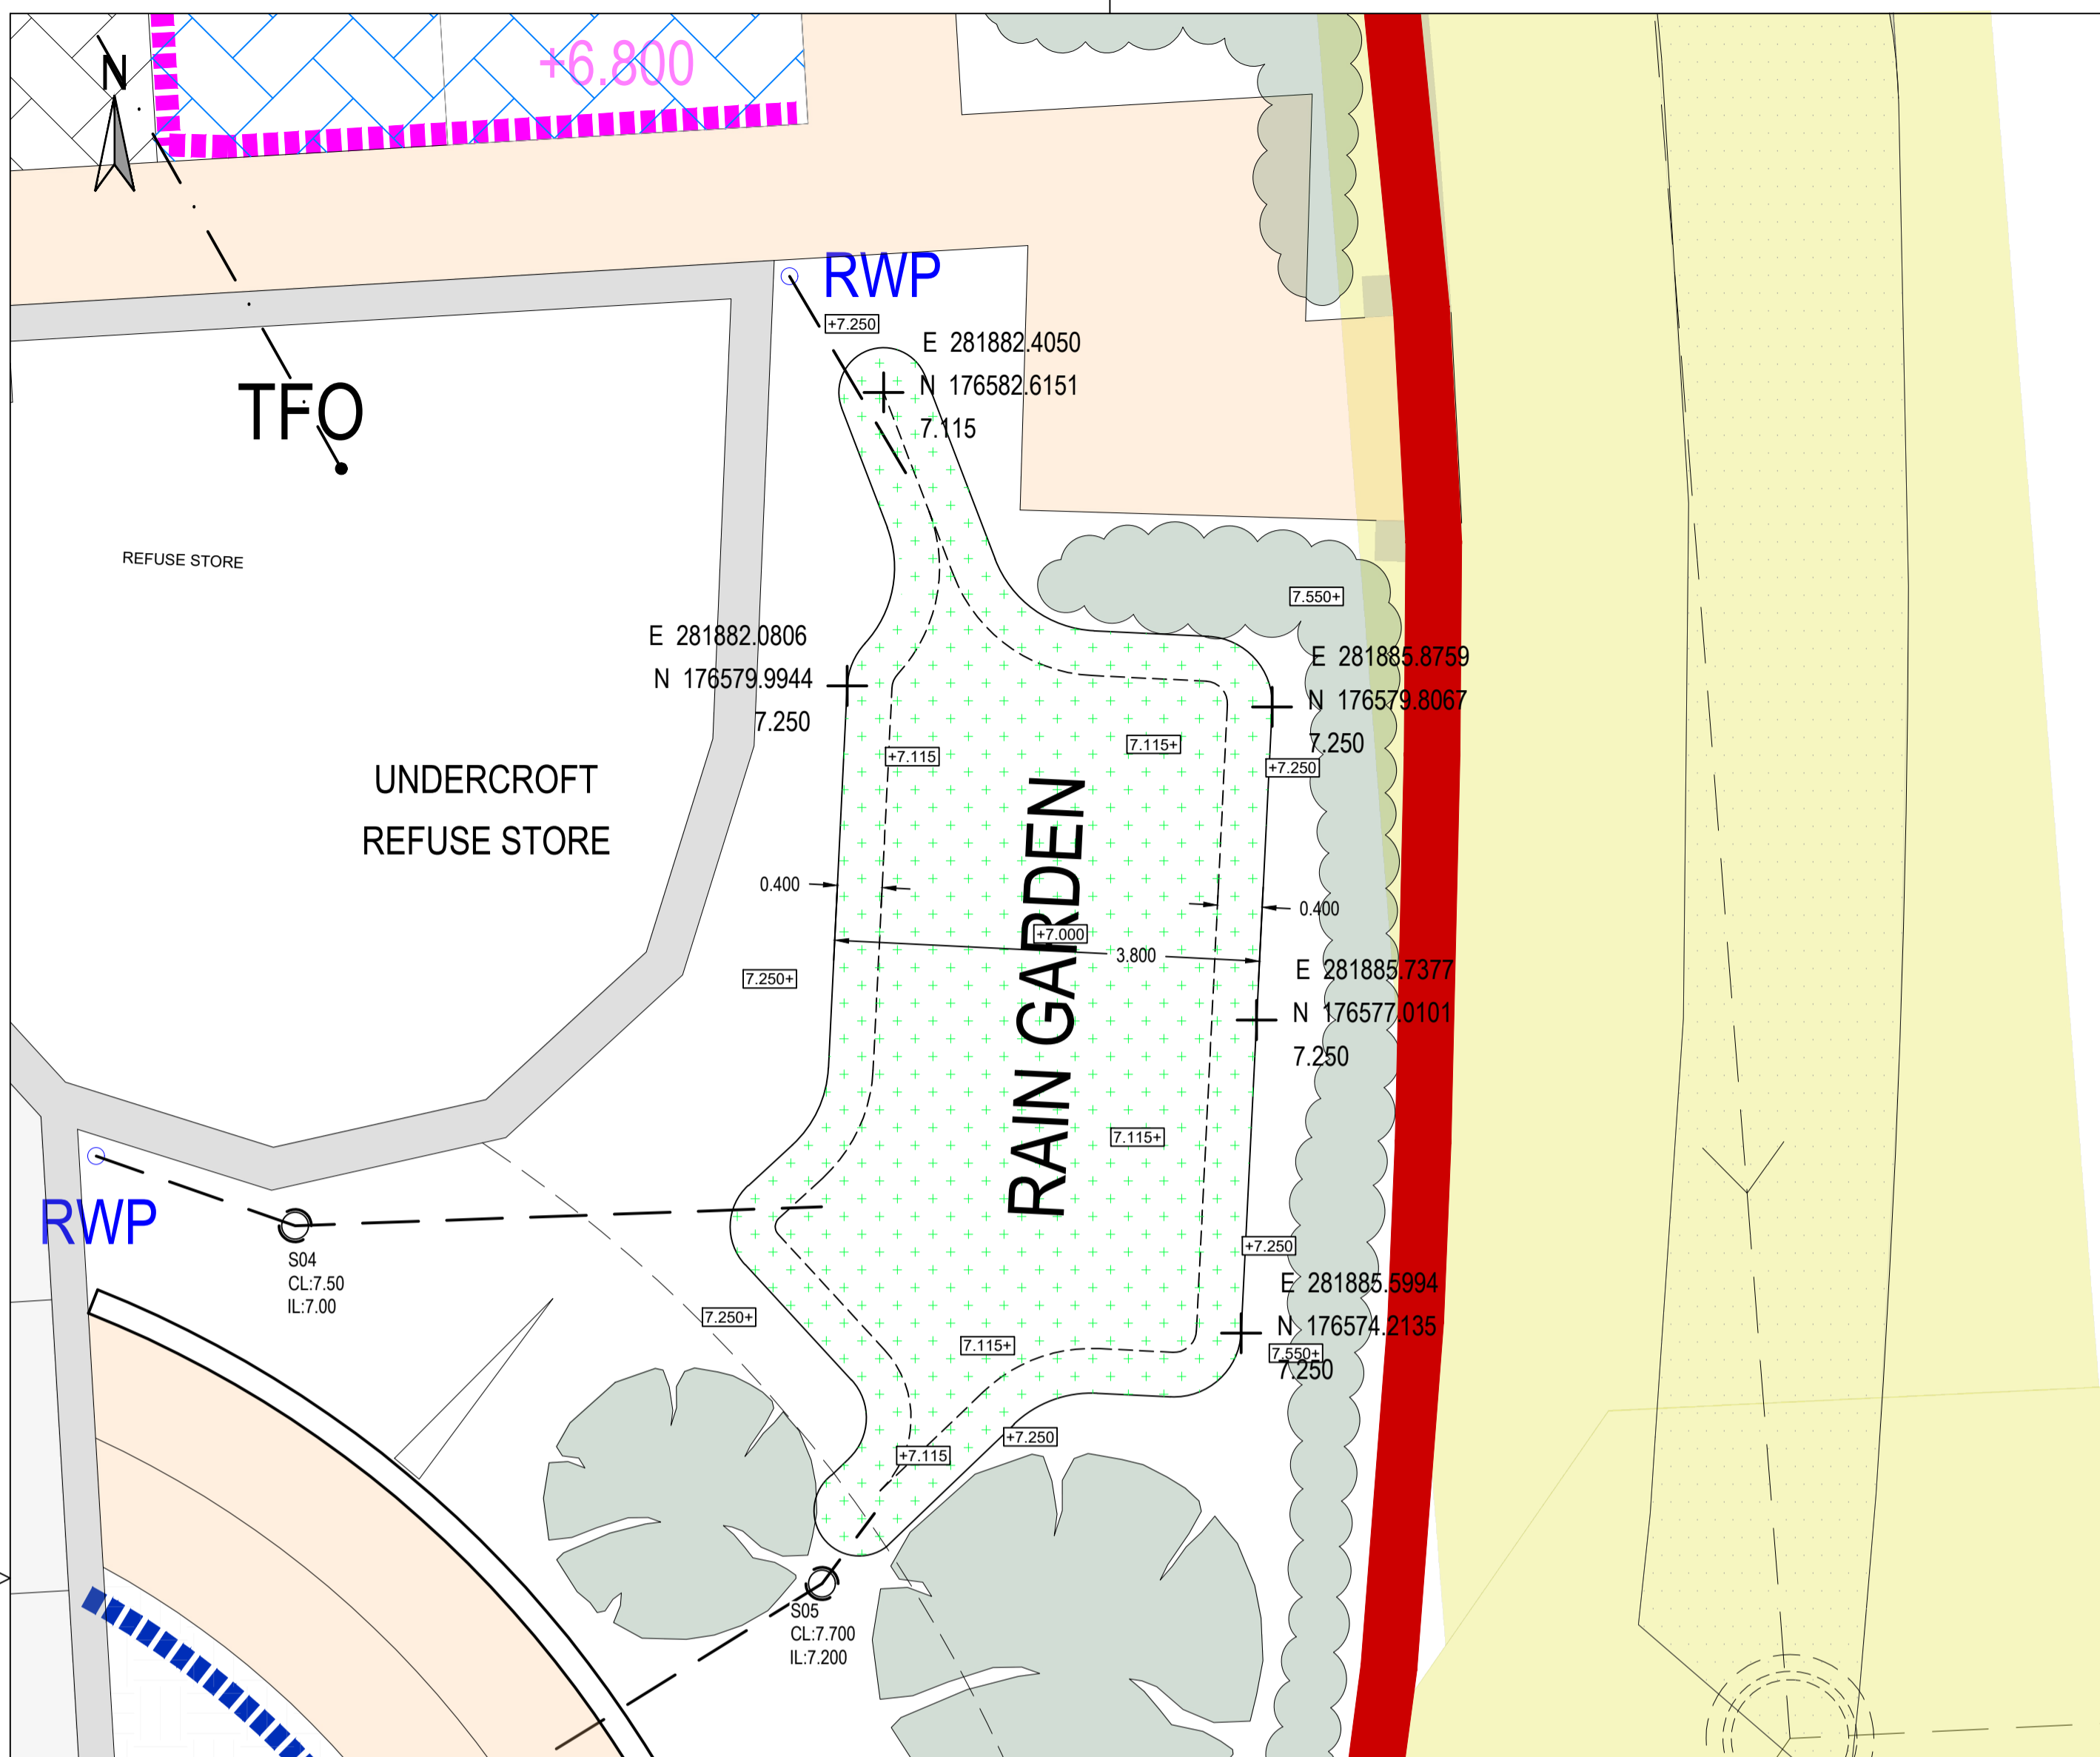 +6.800
N
RWP
+7.250
E 281882.4050
N 176582.6151
7.115
TFO
REFUSE STORE
7.550+
E 281882.0806
N 176579.9944
7.250
E 281885.8759
N 176579.8067
7.250
+7.115
7.115+
+7.250
UNDERCROFT
REFUSE STORE
RAIN GARDEN
0.400
0.400
+7.000
3.800
7.250+
E 281885.7377
N 176577.0101
7.250
7.115+
RWP
+7.250
S04
CL:7.50
IL:7.00
E 281885.5994
N 176574.2135
7.250
7.250+
7.115+
7.550+
+7.250
+7.115
S05
CL:7.700
IL:7.200